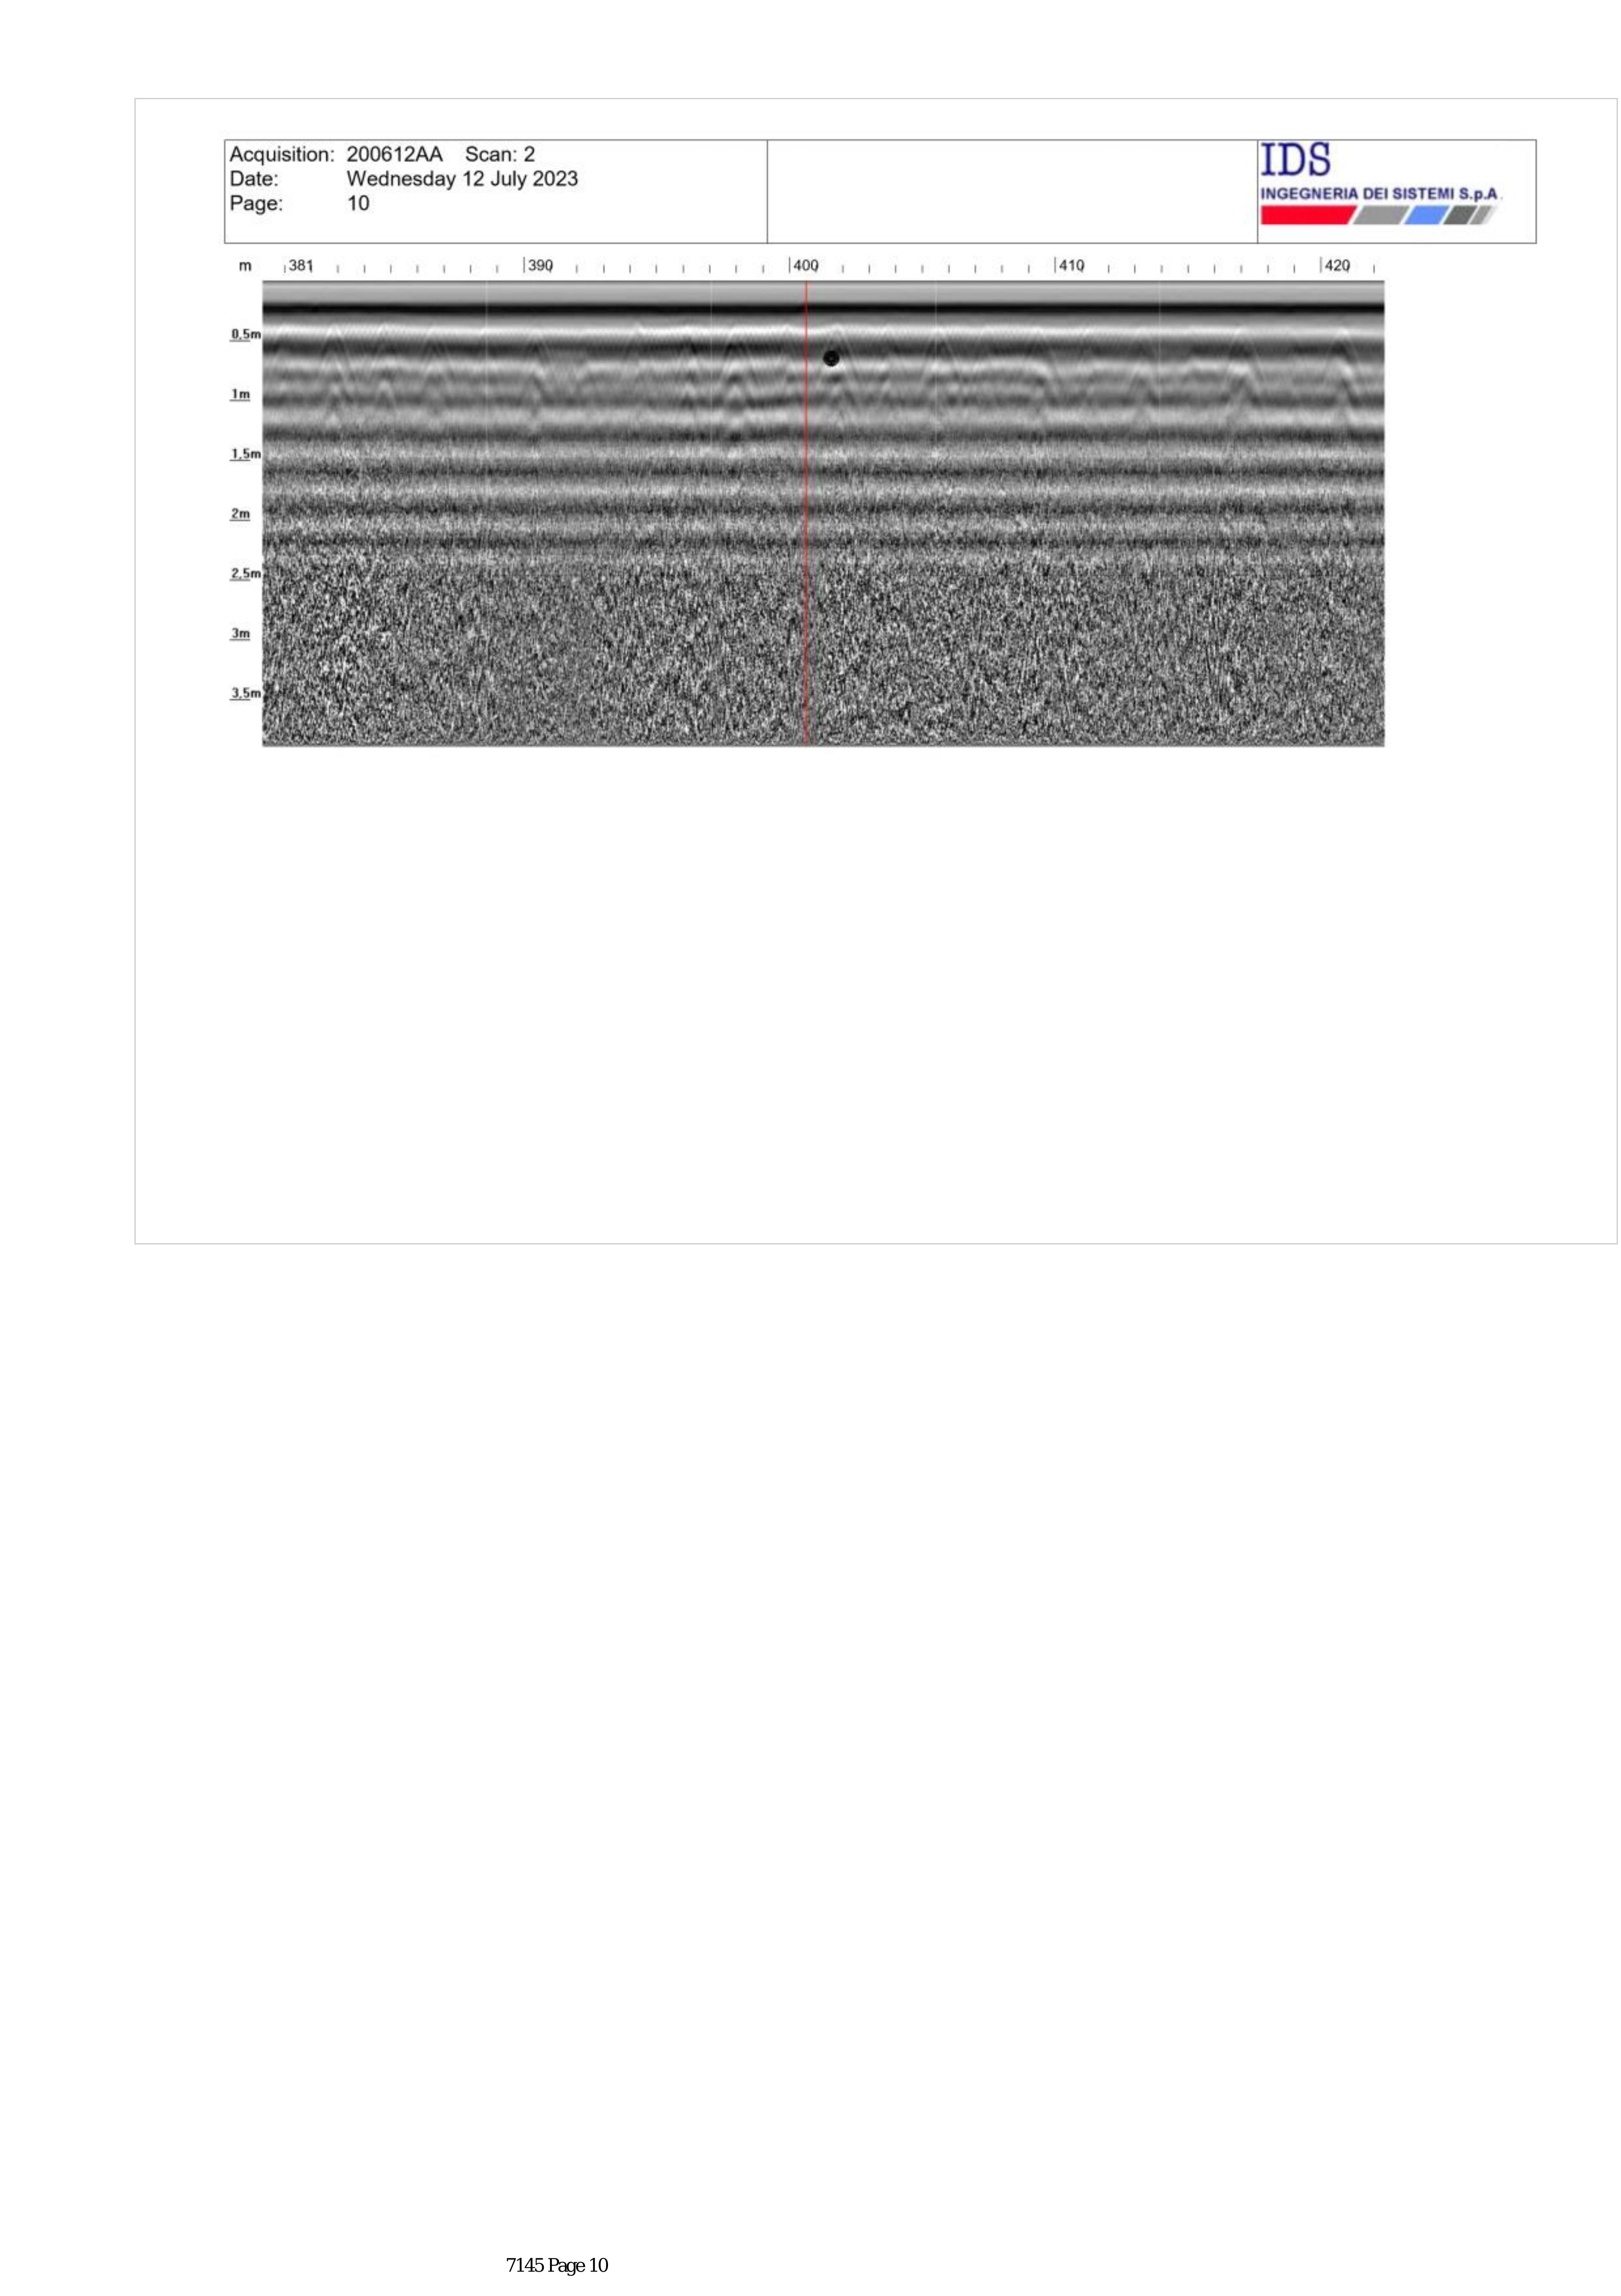 Acquisition: 200612AA Scan: 2
Date: Wednesday 12 July 2023
Page: 10
IDS
INGEGNERIA DEI SISTEMI S.p.A.
m 381 390 400 410 420
0,5m
1m
1,5m
2m
2,5m
3m
3,5m
7145 Page 10